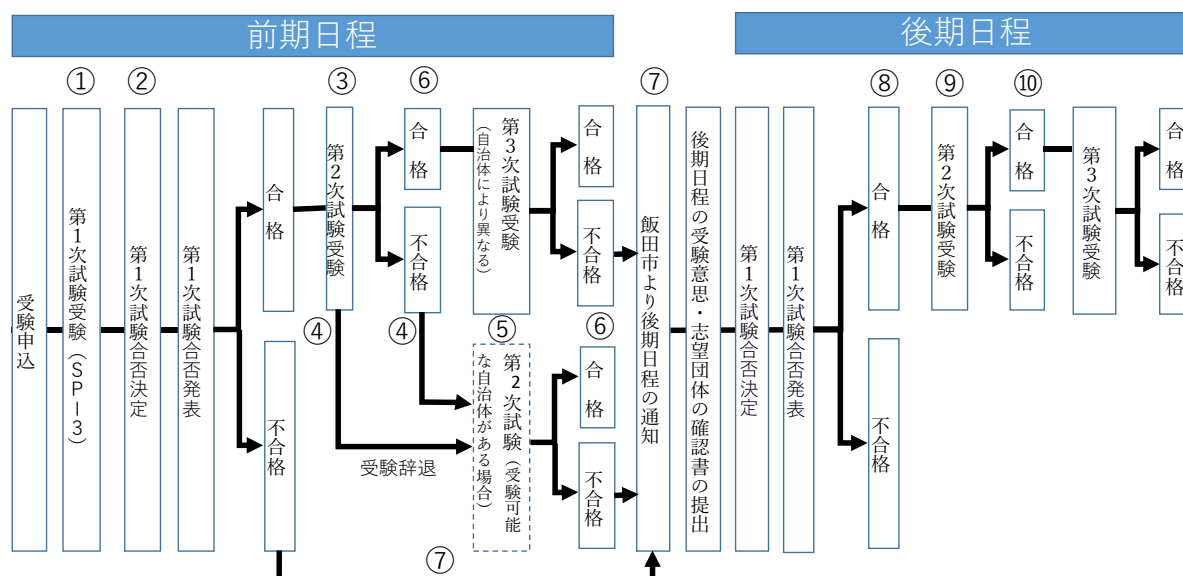 前期日程
後期日程
①
②
③
⑥
⑦
⑧
⑨
⑩
受験申込
第1次試験受験（SPI3）
第1次試験合否決定
第1次試験合否発表
合格
不合格
第2次試験受験
④
受験辞退
合格
不合格
④
第3次試験受験
（自治体により異なる）
⑤
第2次試験（受験可能
な自治体がある場合）
合格
不合格
⑥
合格
不合格
⑦
飯田市より後期日程の通知
後期日程の受験意思・志望団体の確認書の提出
第1次試験合否決定
第1次試験合否発表
合格
不合格
第2次試験受験
合格
不合格
第3次試験受験
合格
不合格